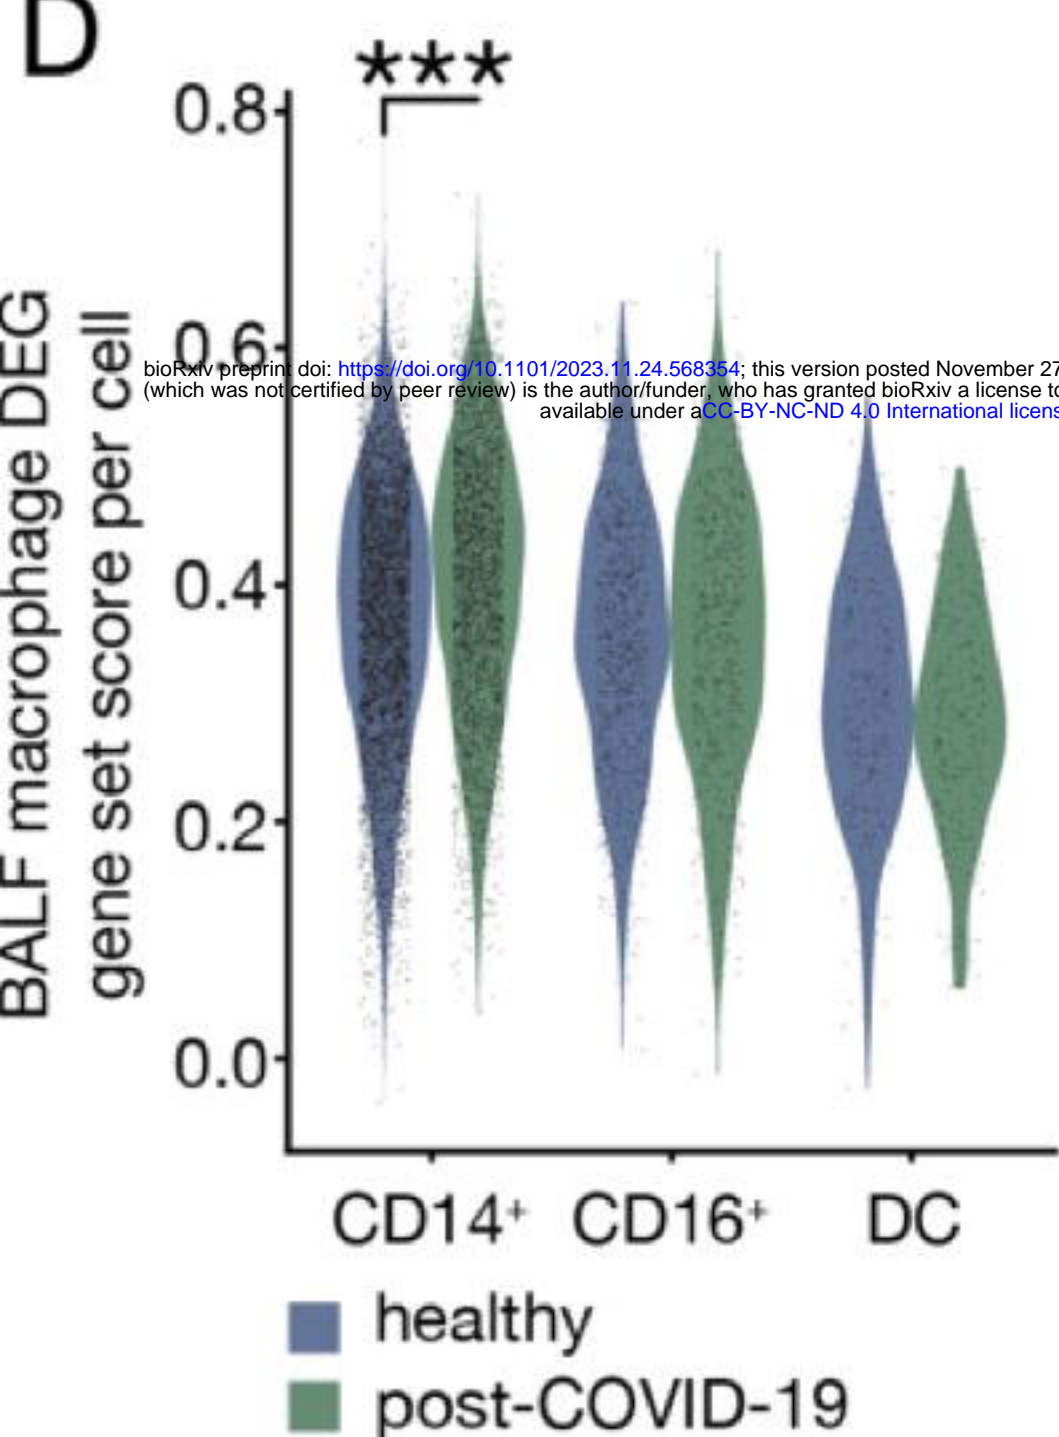 D
***
0.8
0.6
bioRxiv preprint doi: https://doi.org/10.1101/2023.11.24.568354; this version posted November 27
(which was not certified by peer review) is the author/funder, who has granted bioRxiv a license to
available under aCC-BY-NC-ND 4.0 International licens
BALF macrophage DEG
gene set score per cell
0.4
0.2
0.0
CD14⁺ CD16⁺ DC
healthy
post-COVID-19